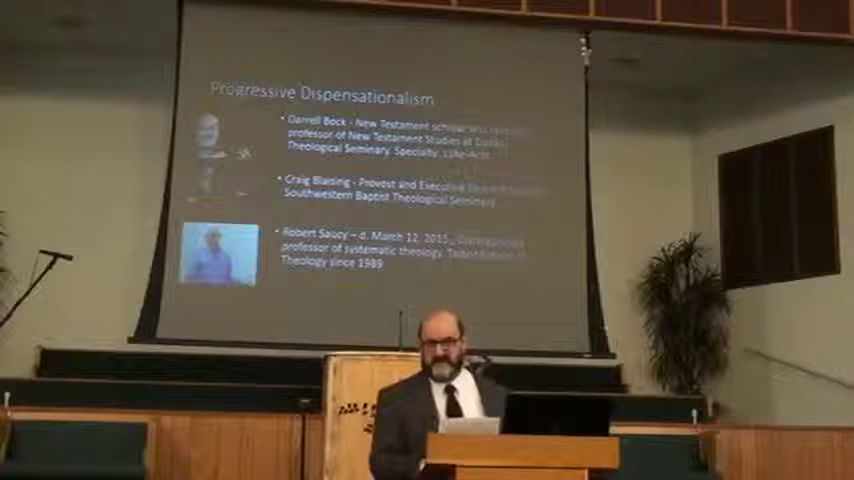 Progressive Dispensationalism
• Darrell Bock - New Testament scholar and
professor of New Testament Studies at Dallas
Theological Seminary. Specialty: Luke-Acts
• Craig Blaising - Provost and Executive
Southwestern Baptist Theological Seminary
• Robert Saucy – d. March 12, 2015, Distinguished
professor of systematic theology, Talbot
Theology since 1989